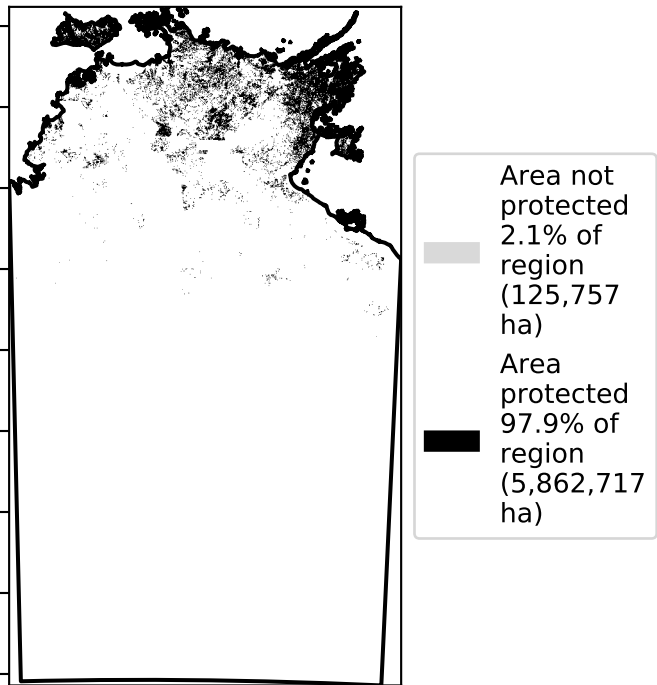 Area not
protected
2.1% of
region
(125,757
ha)
Area
protected
97.9% of
region
(5,862,717
ha)